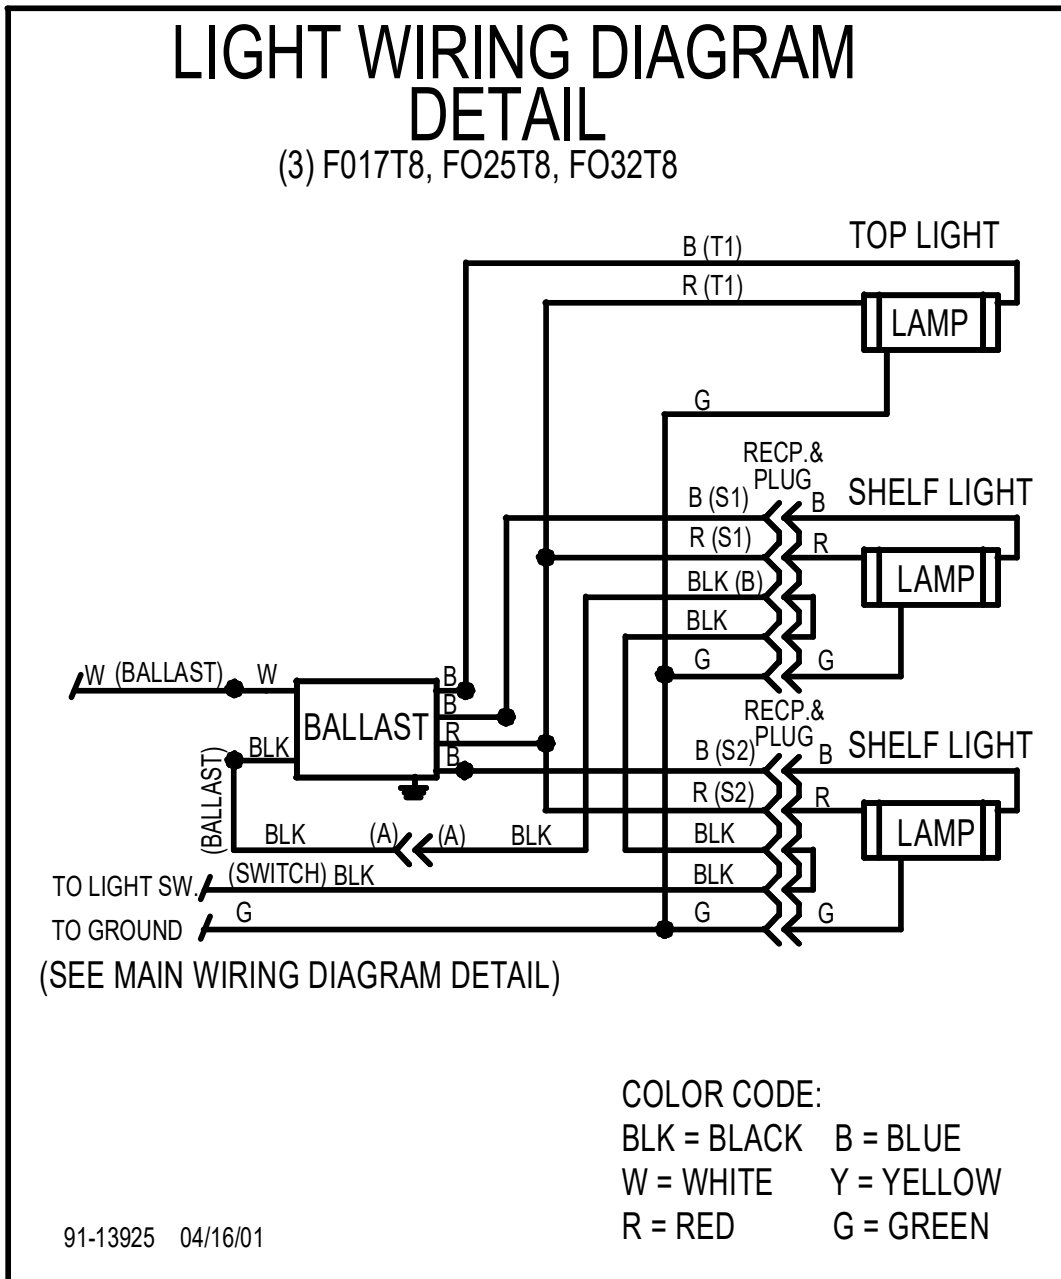 LIGHT WIRING DIAGRAM
DETAIL
(3) F017T8, FO25T8, FO32T8
TOP LIGHT
B (T1)
R (T1)
LAMP
G
RECP.&
PLUG
SHELF LIGHT
B (S1)
B
R (S1)
R
LAMP
BLK (B)
BLK
G
G
W (BALLAST)
W
BALLAST
B
B
R
B
BLK
(BALLAST)
RECP.&
PLUG
SHELF LIGHT
B (S2)
B
R (S2)
R
LAMP
BLK
(A)
(A)
BLK
BLK
TO LIGHT SW.
(SWITCH) BLK
BLK
TO GROUND
G
G
G
(SEE MAIN WIRING DIAGRAM DETAIL)
COLOR CODE:
BLK = BLACK B = BLUE
W = WHITE Y = YELLOW
R = RED G = GREEN
91-13925 04/16/01